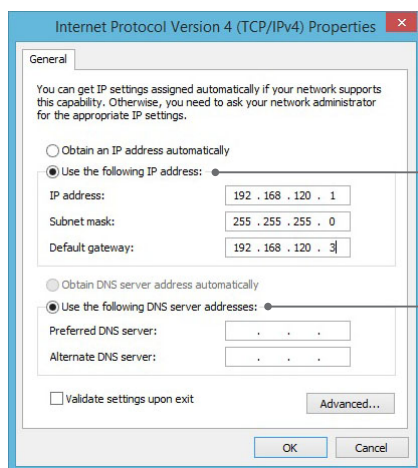 Internet Protocol Version 4 (TCP/IPv4) Properties
General
You can get IP settings assigned automatically if your network supports
this capability. Otherwise, you need to ask your network administrator
for the appropriate IP settings.
Obtain an IP address automatically
Use the following IP address:
IP address: 192 . 168 . 120 . 1
Subnet mask: 255 . 255 . 255 . 0
Default gateway: 192 . 168 . 120 . 3
Obtain DNS server address automatically
Use the following DNS server addresses:
Preferred DNS server: . . .
Alternate DNS server: . . .
Validate settings upon exit
Advanced...
OK Cancel